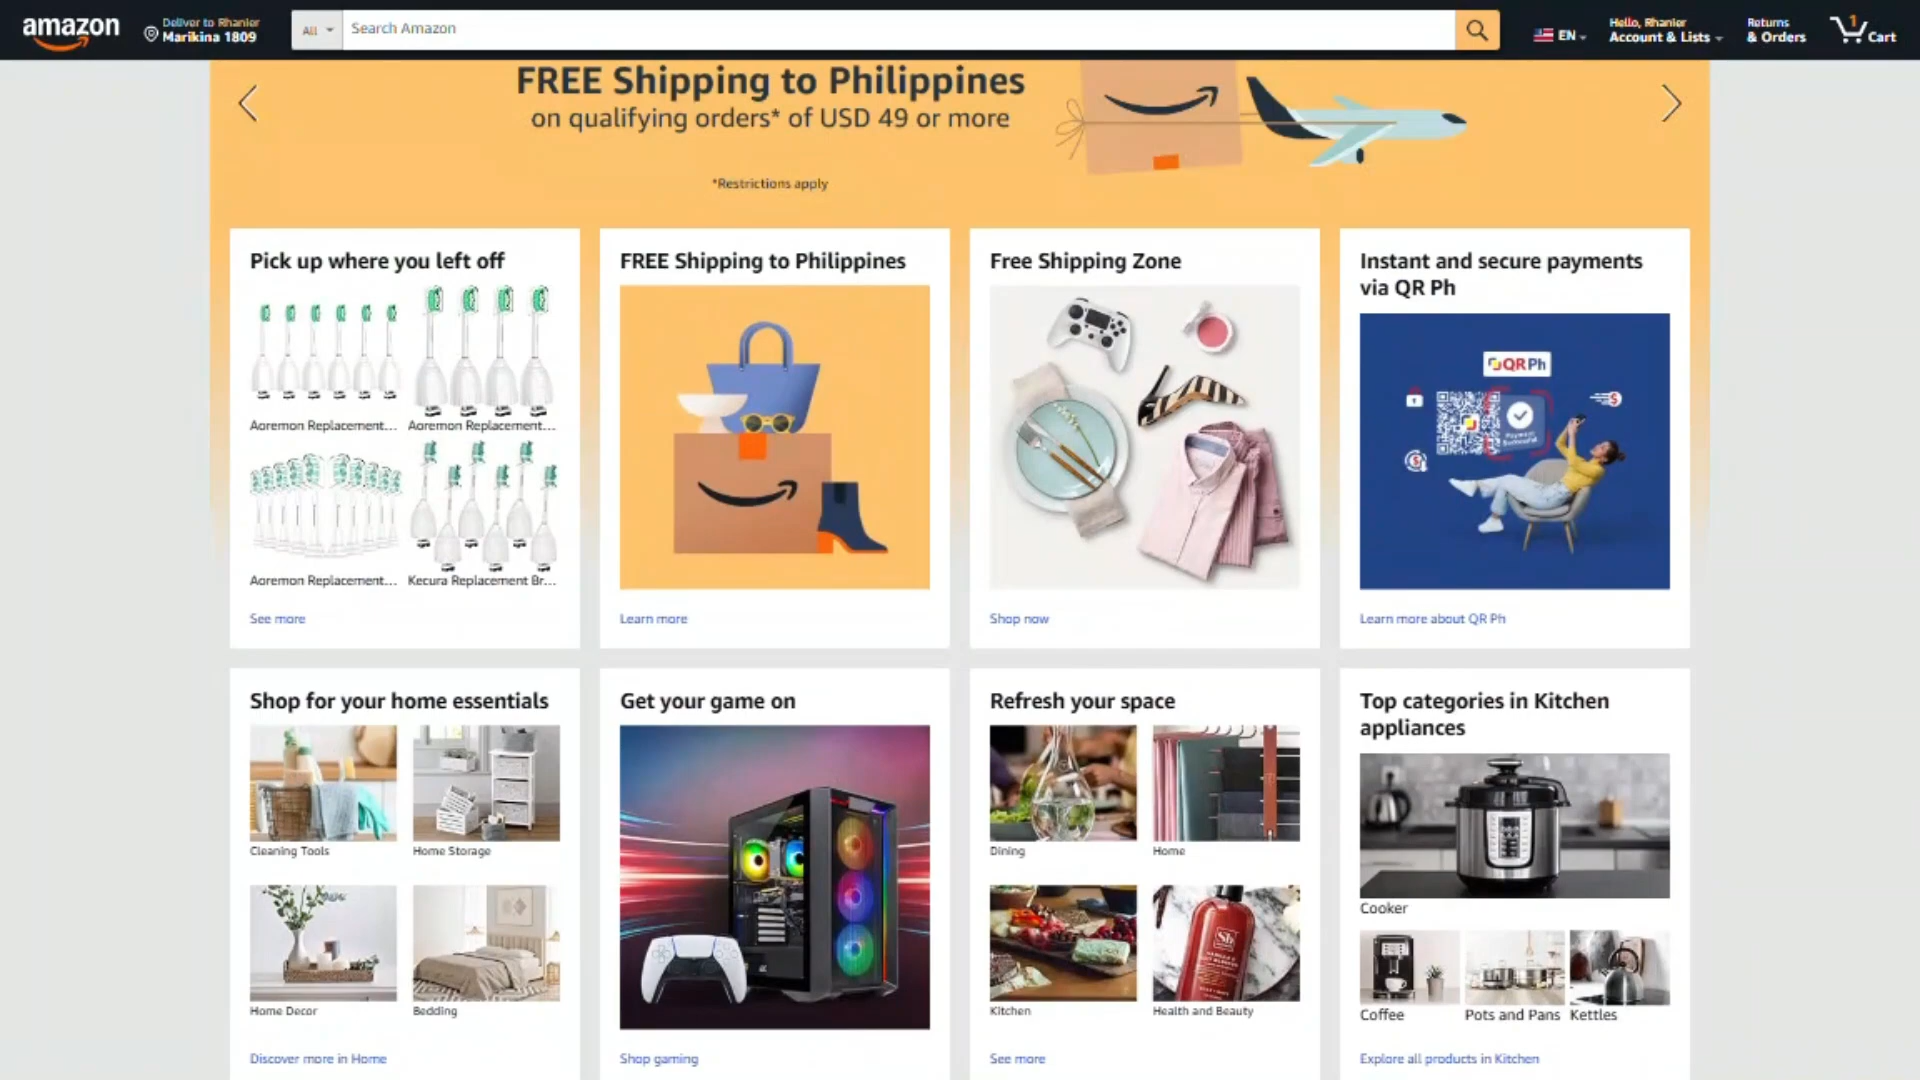 amazon
Deliver to Rhanier
Marikina 1809
All
Search Amazon
EN
Hello, Rhanier
Account & Lists
Returns
& Orders
1
Cart
FREE Shipping to Philippines
on qualifying orders* of USD 49 or more
*Restrictions apply
Pick up where you left off
Aoremon Replacement...
Aoremon Replacement...
Aoremon Replacement...
Kecura Replacement Br...
See more
FREE Shipping to Philippines
Learn more
Free Shipping Zone
Shop now
Instant and secure payments
via QR Ph
QR Ph
Payment
Successful
Learn more about QR Ph
Shop for your home essentials
Cleaning Tools
Home Storage
Home Decor
Bedding
Discover more in Home
Get your game on
Shop gaming
Refresh your space
Dining
Home
Kitchen
Health and Beauty
See more
Top categories in Kitchen
appliances
Cooker
Coffee
Pots and Pans
Kettles
Explore all products in Kitchen